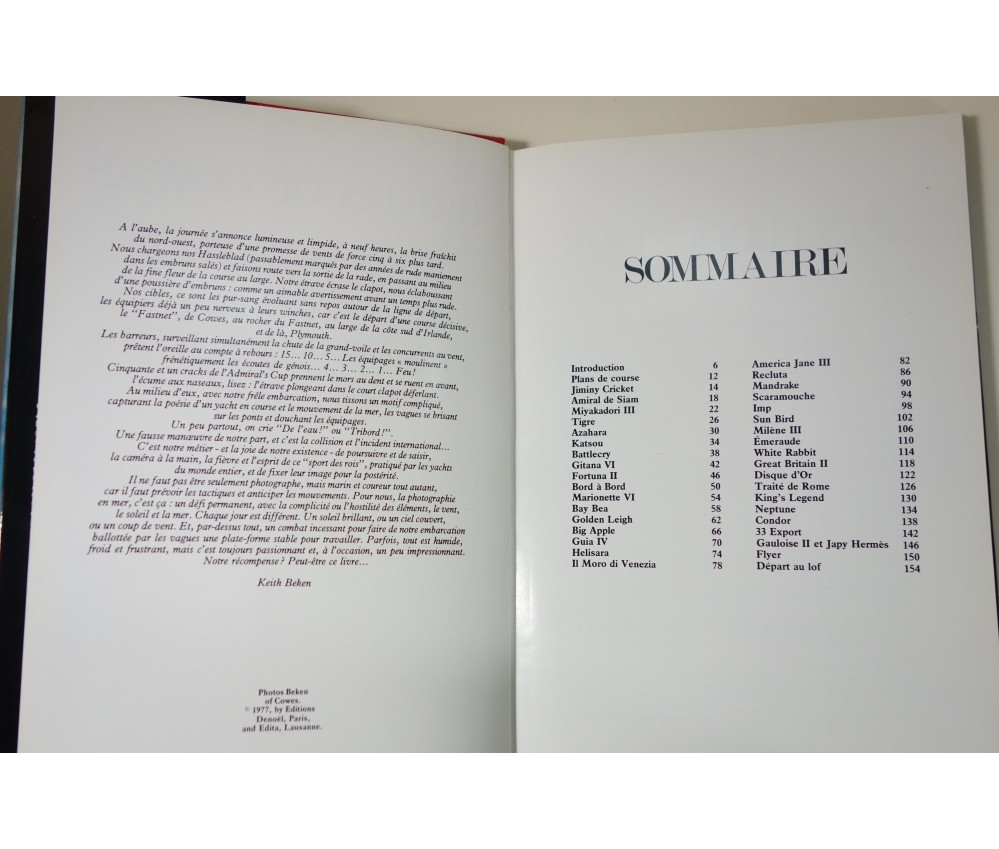 A l'aube, la journée s'annonce lumineuse et limpide, à neuf heures, la brise fraîchit
du nord-ouest, porteuse d'une promesse de vents de force cinq à six plus tard.
Nous chargeons nos Hassleblad (passablement marqués par des années de rude maniement
dans les embruns salés) et faisons route vers la sortie de la rade, en passant au milieu
de la fine fleur de la course au large. Notre étrave écrase le clapot, nous éclaboussant
d'une poussière d'embruns : comme un aimable avertissement avant un temps plus rude.
Nos cibles, ce sont les pur-sang évoluant sans repos autour de la ligne de départ,
les équipiers déjà un peu nerveux à leurs winches, car c'est le départ d'une course décisive,
le "Fastnet", de Cowes, au rocher du Fastnet, au large de la côte sud d'Irlande,
et de là, Plymouth.
Les barreurs, surveillant simultanément la chute de la grand-voile et les concurrents au vent,
prêtent l'oreille au compte à rebours : 15... 10... 5... Les équipages « moulinent »
frénétiquement les écoutes de génois... 4... 3... 2... 1... Feu !
Cinquante et un cracks de l'Admiral's Cup prennent le mors au dent et se ruent en avant,
l'écume aux naseaux, lisez : l'étrave plongeant dans le court clapot déferlant.
Au milieu d'eux, avec notre frêle embarcation, nous tissons un motif compliqué,
capturant la poésie d'un yacht en course et le mouvement de la mer, les vagues se brisant
sur les ponts et douchant les équipages.
Un peu partout, on crie "De l'eau!" ou "Tribord!".
Une fausse manœuvre de notre part, et c'est la collision et l'incident international...
C'est notre métier - et la joie de notre existence - de poursuivre et de saisir,
la caméra à la main, la fièvre et l'esprit de ce "sport des rois", pratiqué par les yachts
du monde entier, et de fixer leur image pour la postérité.
Il ne faut pas être seulement photographe, mais marin et coureur tout autant,
car il faut prévoir les tactiques et anticiper les mouvements. Pour nous, la photographie
en mer, c'est ça : un défi permanent, avec la complicité ou l'hostilité des éléments, le vent,
le soleil et la mer. Chaque jour est différent. Un soleil brillant, ou un ciel couvert,
ou un coup de vent. Et, par-dessus tout, un combat incessant pour faire de notre embarcation
ballottée par les vagues une plate-forme stable pour travailler. Parfois, tout est humide,
froid et frustrant, mais c'est toujours passionnant et, à l'occasion, un peu impressionnant.
Notre récompense? Peut-être ce livre...
Keith Beken
Photos Beken
of Cowes.
© 1977, by Editions
Denoël, Paris,
and Edita, Lausanne.
SOMMAIRE
Introduction 6
Plans de course 12
Jiminy Cricket 14
Amiral de Siam 18
Miyakadori III 22
Tigre 26
Azahara 30
Katsou 34
Battlecry 38
Gitana VI 42
Fortuna II 46
Bord à Bord 50
Marionette VI 54
Bay Bea 58
Golden Leigh 62
Big Apple 66
Guia IV 70
Helisara 74
Il Moro di Venezia 78
America Jane III 82
Recluta 86
Mandrake 90
Scaramouche 94
Imp 98
Sun Bird 102
Milène III 106
Émeraude 110
White Rabbit 114
Great Britain II 118
Disque d'Or 122
Traité de Rome 126
King's Legend 130
Neptune 134
Condor 138
33 Export 142
Gauloise II et Japy Hermès 146
Flyer 150
Départ au lof 154